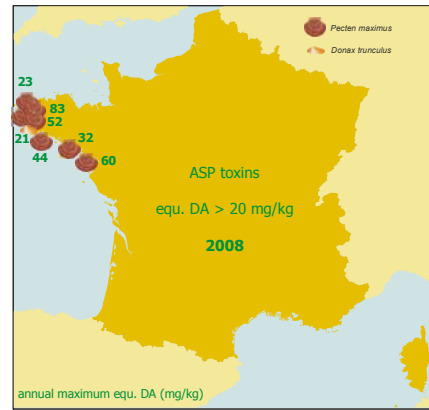 Pecten maximus
Donax trunculus
23
83
52
21
32
44
60
ASP toxins
equ. DA > 20 mg/kg
2008
annual maximum equ. DA (mg/kg)